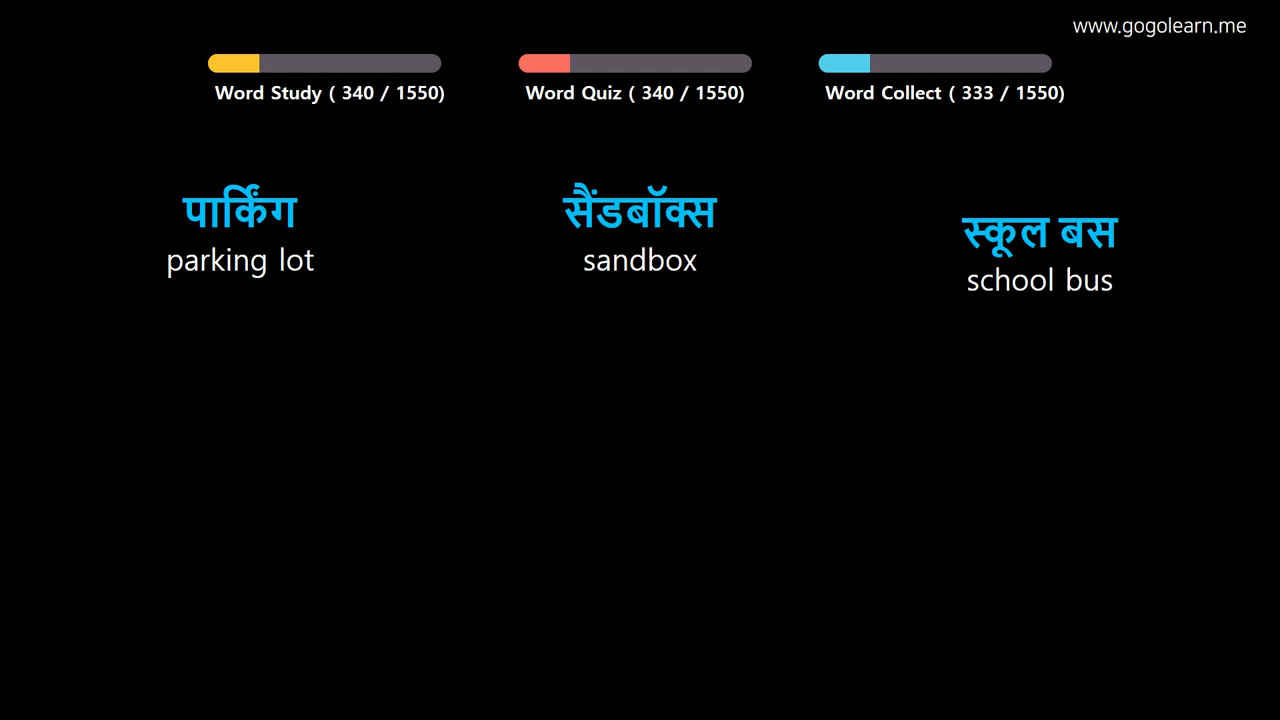 www.gogolearn.me
Word Study ( 340 / 1550)
Word Quiz ( 340 / 1550)
Word Collect ( 333 / 1550)
पार्किंग
parking lot
सैंडबॉक्स
sandbox
स्कूल बस
school bus